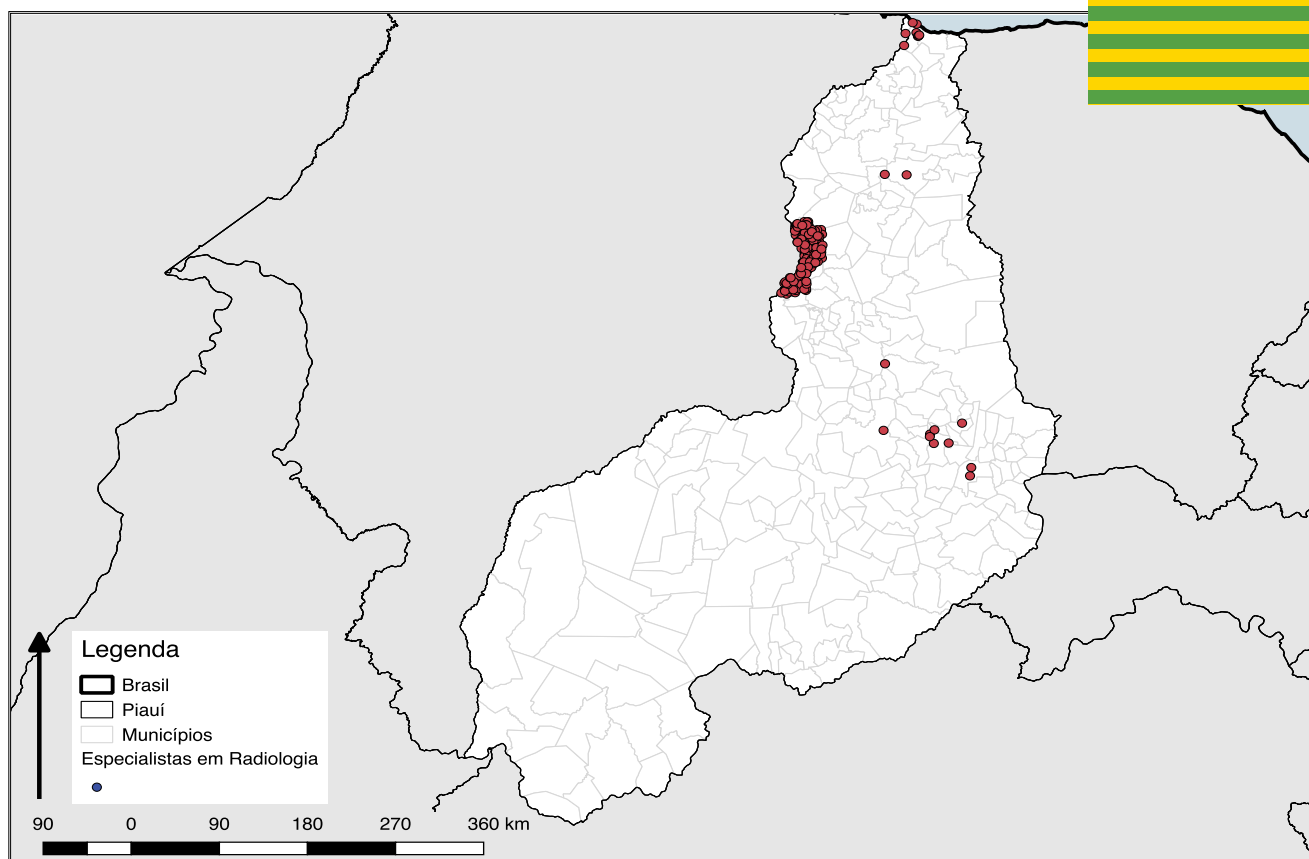 Legenda
Brasil
Piauí
Municípios
Especialistas em Radiologia
90 0 90 180 270 360 km